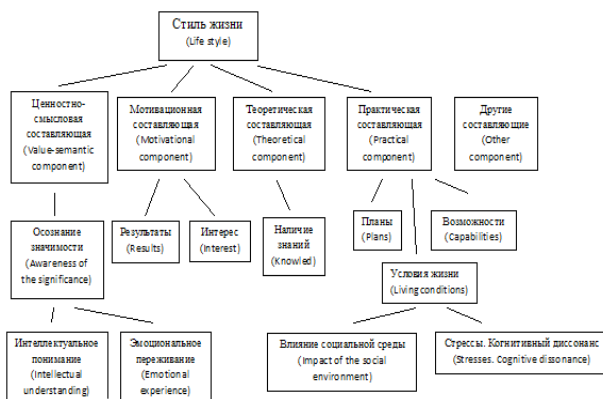 Стиль жизни
(Life style)
Ценностно-
смысловая
составляющая
(Value-semantic
component)
Мотивационная
составляющая
(Motivational
component)
Теоретическая
составляющая
(Theoretical
component)
Практическая
составляющая
(Practical
component)
Другие
составляющие
(Other
component)
Осознание
значимости
(Awareness of
the significance)
Результаты
(Results)
Интерес
(Interest)
Наличие
знаний
(Knowled)
Планы
(Plans)
Возможности
(Capabilities)
Условия жизни
(Living conditions)
Интеллектуальное
понимание
(Intellectual
understanding)
Эмоциональное
переживание
(Emotional
experience)
Влияние социальной среды
(Impact of the social
environment)
Стрессы. Когнитивный диссонанс
(Stresses. Cognitive dissonance)